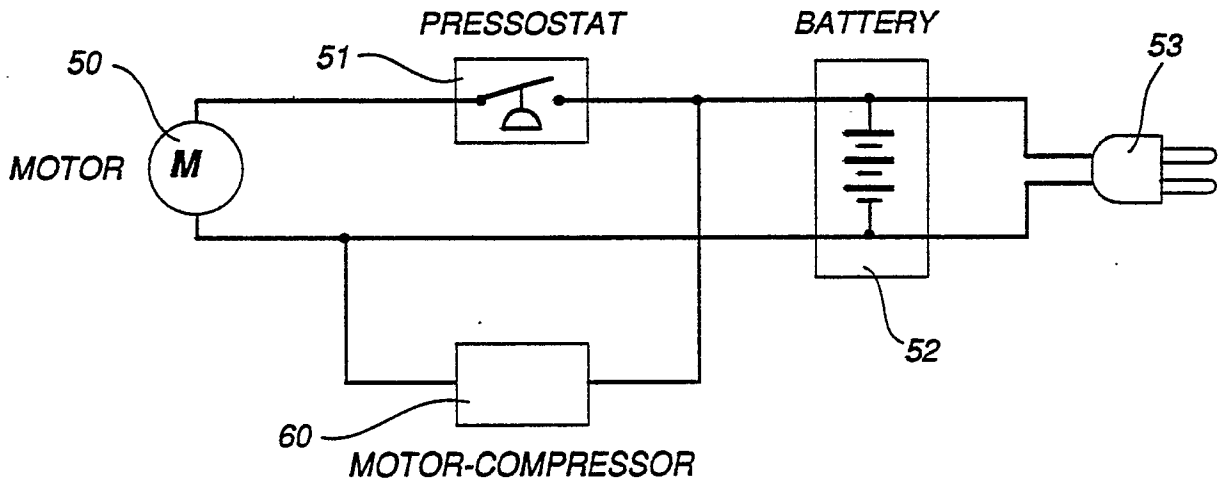 PRESSOSTAT
BATTERY
50
51
53
MOTOR
M
52
60
MOTOR-COMPRESSOR